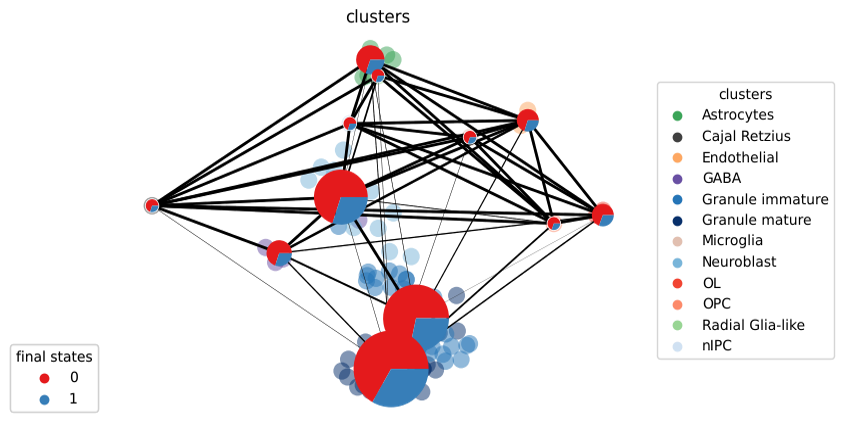 clusters
clusters
Astrocytes
Cajal Retzius
Endothelial
GABA
Granule immature
Granule mature
Microglia
Neuroblast
OL
OPC
Radial Glia-like
nIPC
final states
0
1